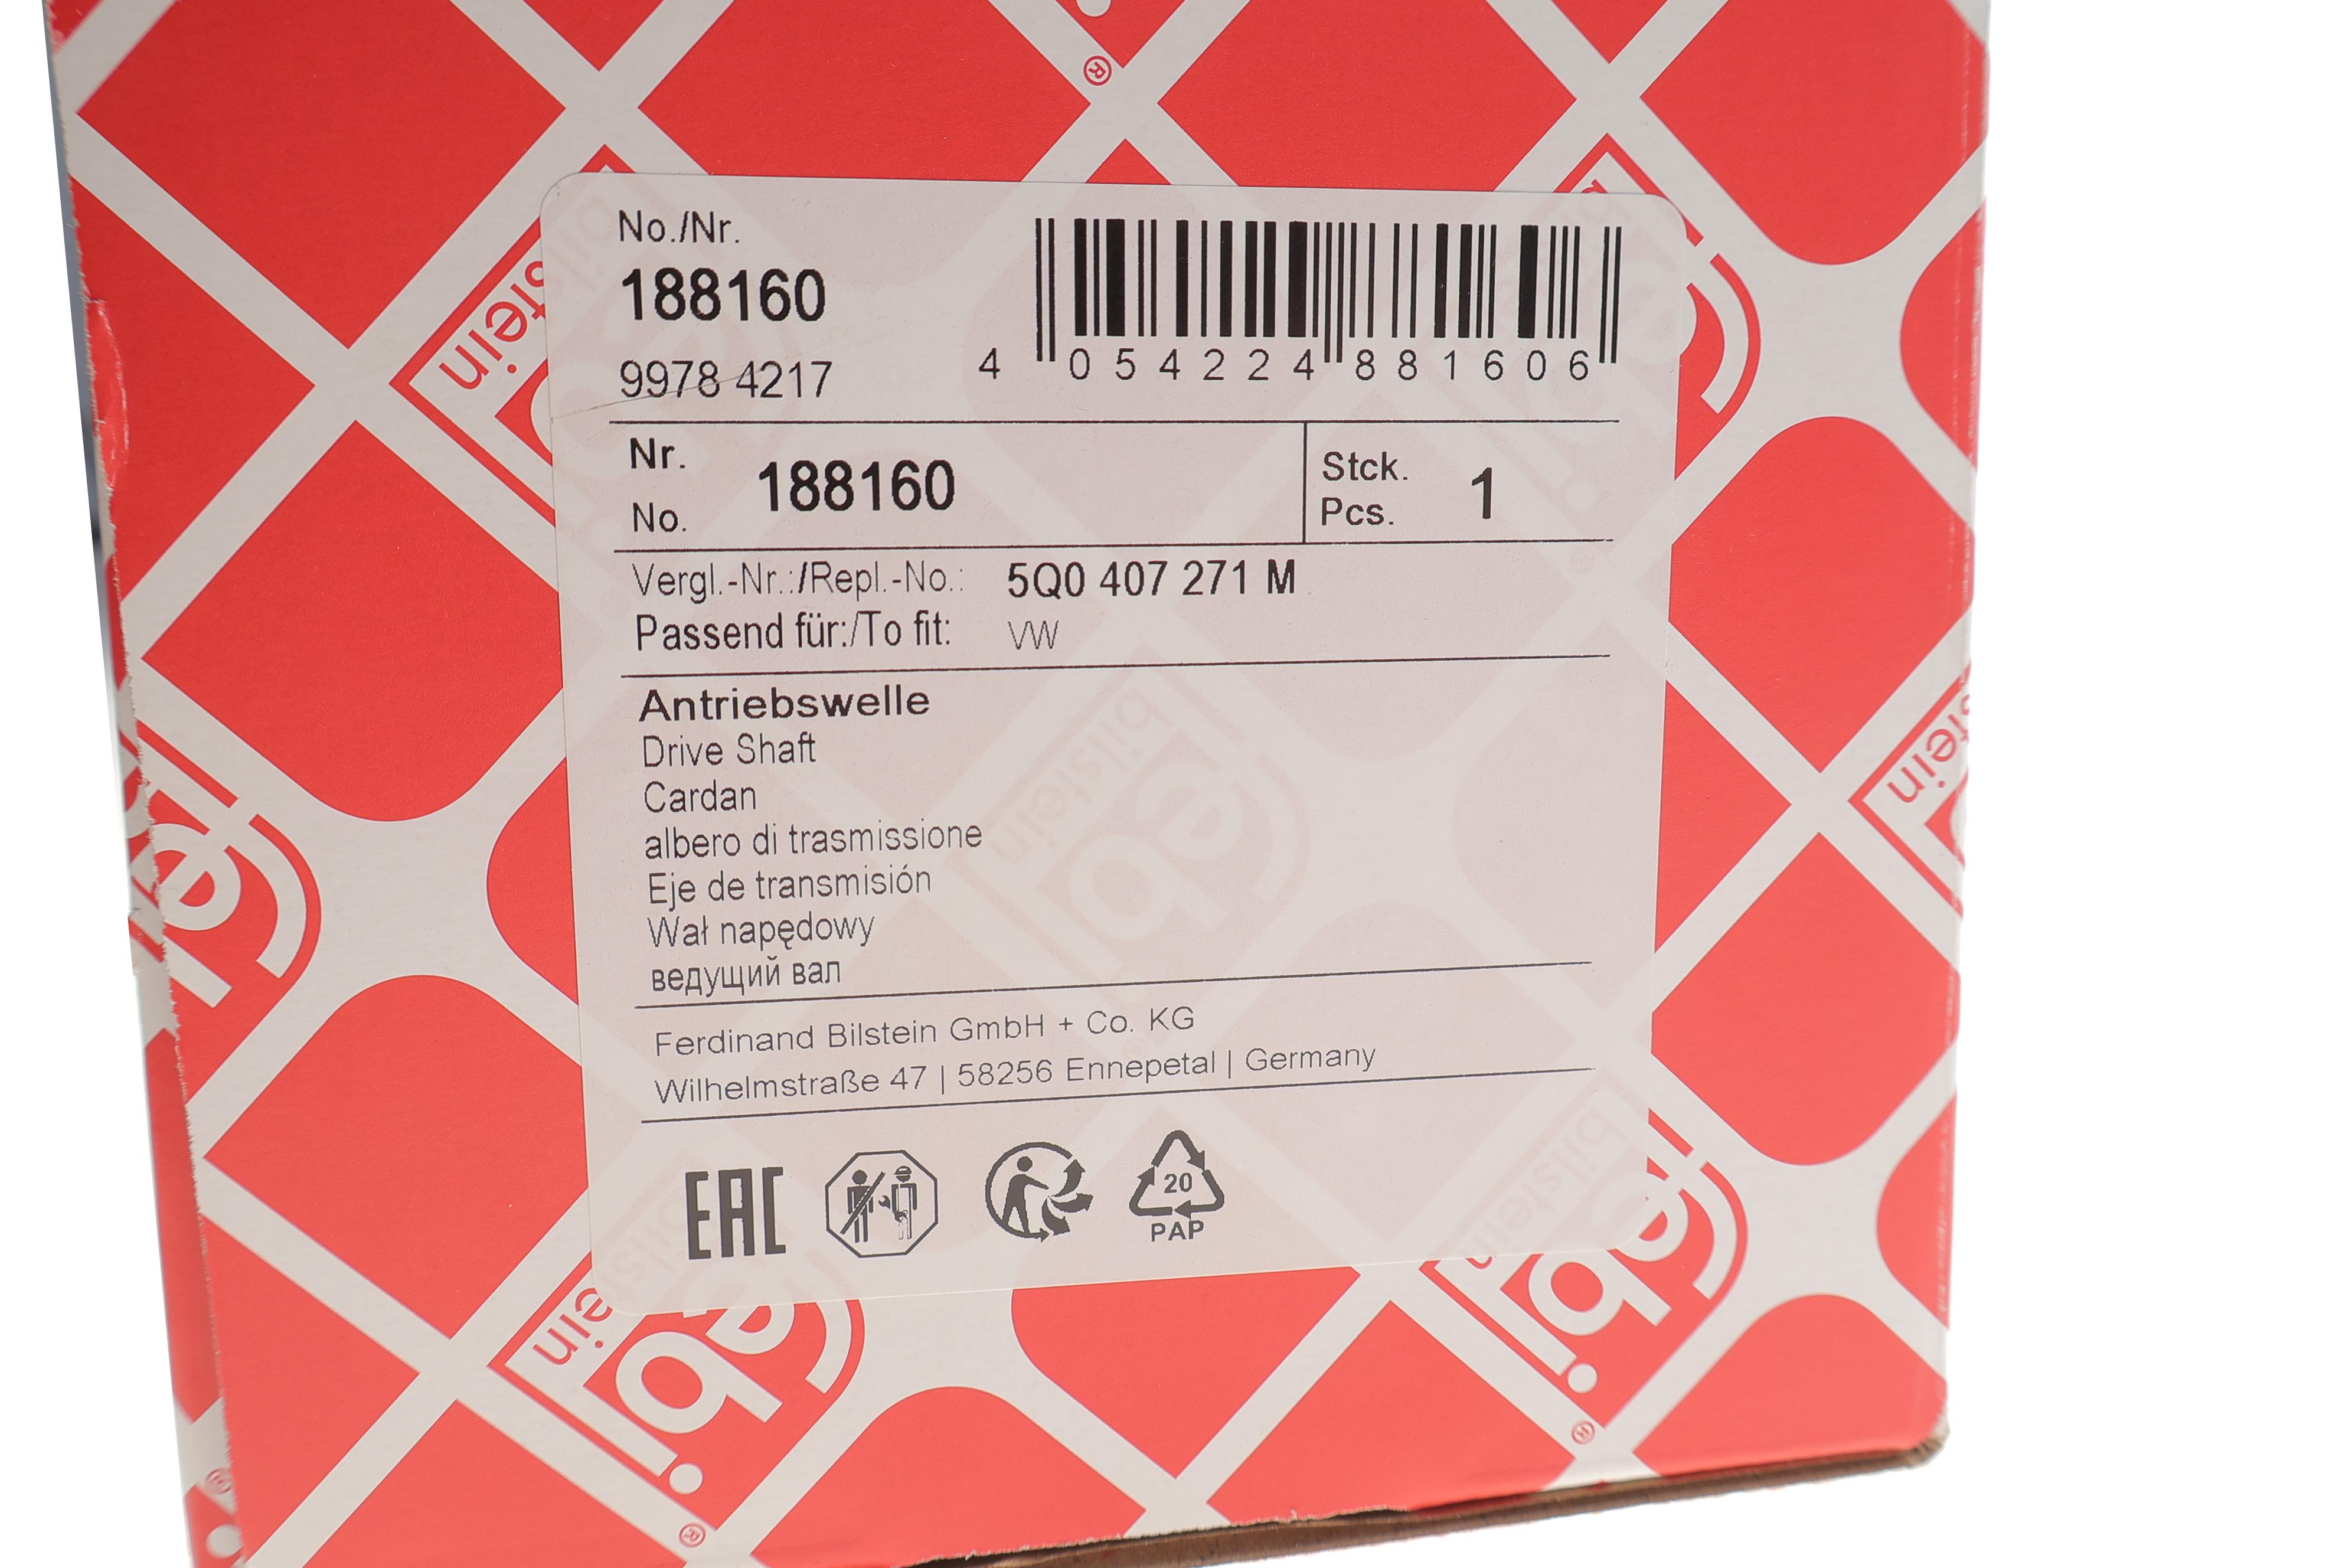 No./Nr.
188160
9978 4217
4 054224 881606
Nr.
No.
188160
Stck.
Pcs.
1
Vergl.-Nr.:/Repl.-No.: 5Q0 407 271 M
Passend für:/To fit: VW
Antriebswelle
Drive Shaft
Cardan
albero di trasmissione
Eje de transmisión
Wał napędowy
ведущий вал
Ferdinand Bilstein GmbH + Co. KG
Wilhelmstraße 47 | 58256 Ennepetal | Germany
EAC
20
PAP
febi
bilstein
®